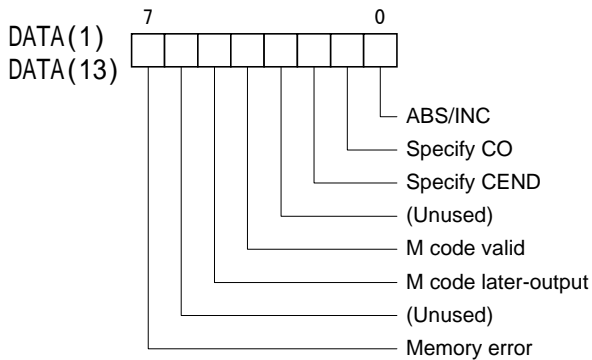 7 0
DATA(1)
DATA(13)
ABS/INC
Specify CO
Specify CEND
(Unused)
M code valid
M code later-output
(Unused)
Memory error